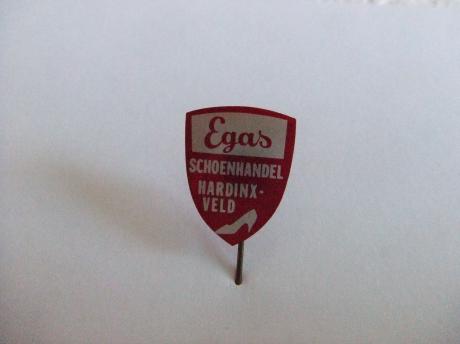 Egas
SCHOENHANDEL
HARDINX-
VELD